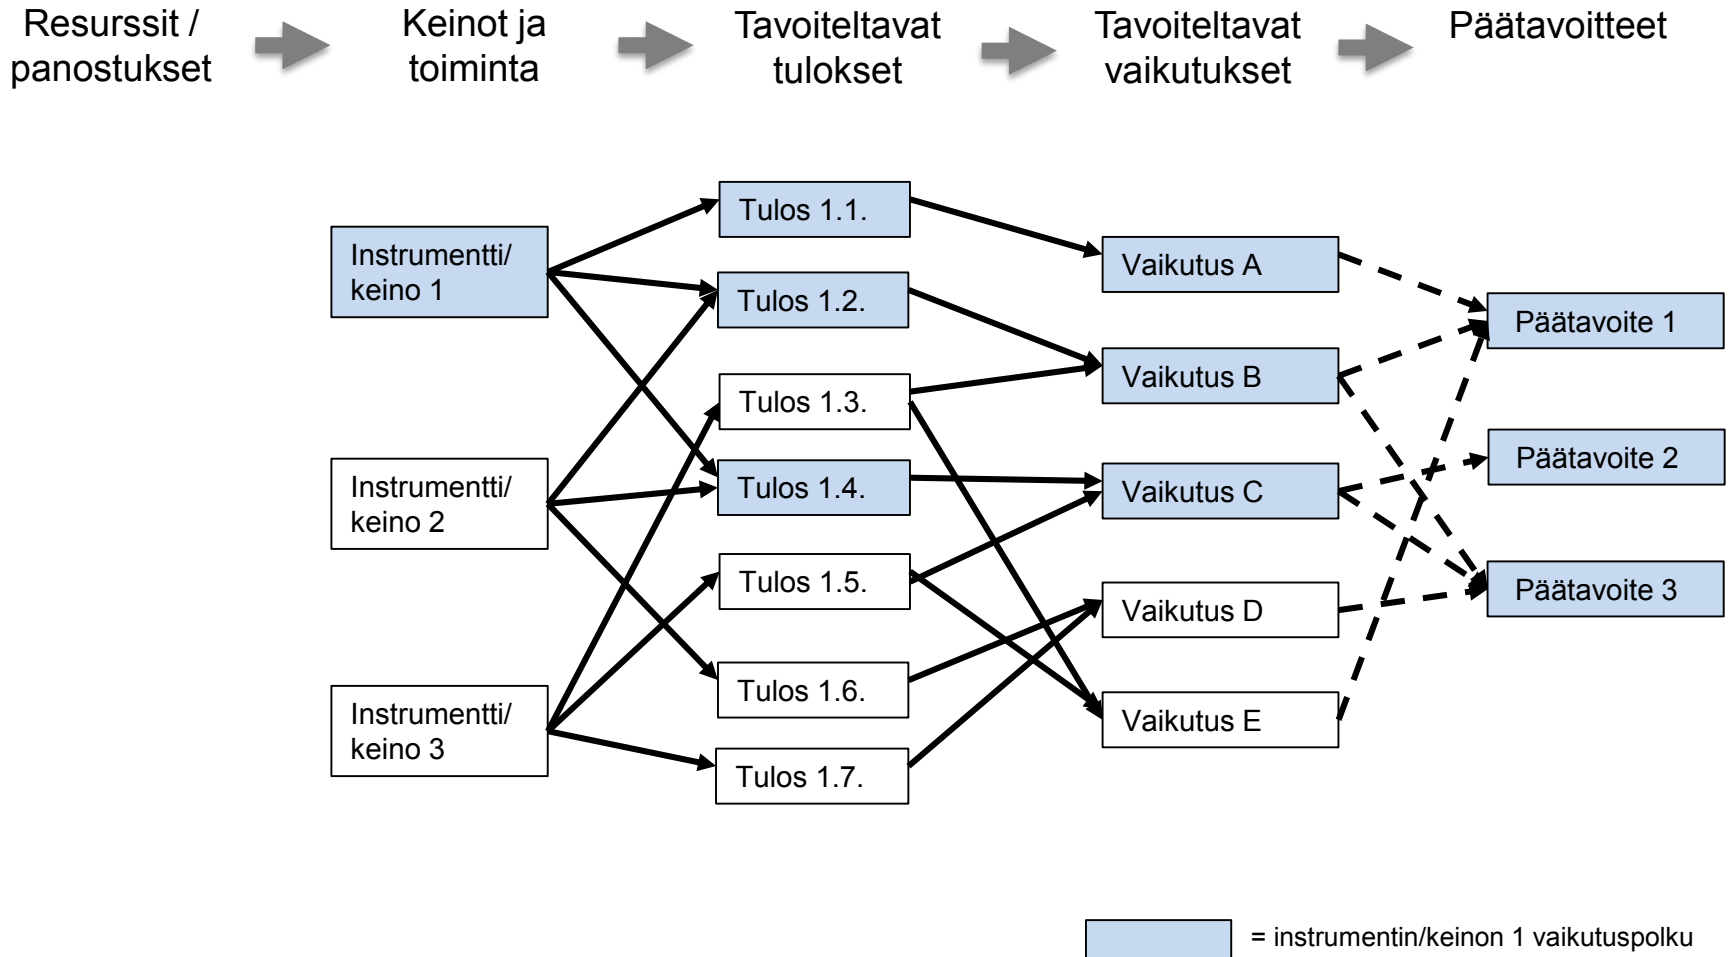 Resurssit /
panostukset
Keinot ja
toiminta
Tavoiteltavat
tulokset
Tavoiteltavat
vaikutukset
Päätavoitteet
Instrumentti/
keino 1
Instrumentti/
keino 2
Instrumentti/
keino 3
Tulos 1.1.
Tulos 1.2.
Tulos 1.3.
Tulos 1.4.
Tulos 1.5.
Tulos 1.6.
Tulos 1.7.
Vaikutus A
Vaikutus B
Vaikutus C
Vaikutus D
Vaikutus E
Päätavoite 1
Päätavoite 2
Päätavoite 3
= instrumentin/keinon 1 vaikutuspolku